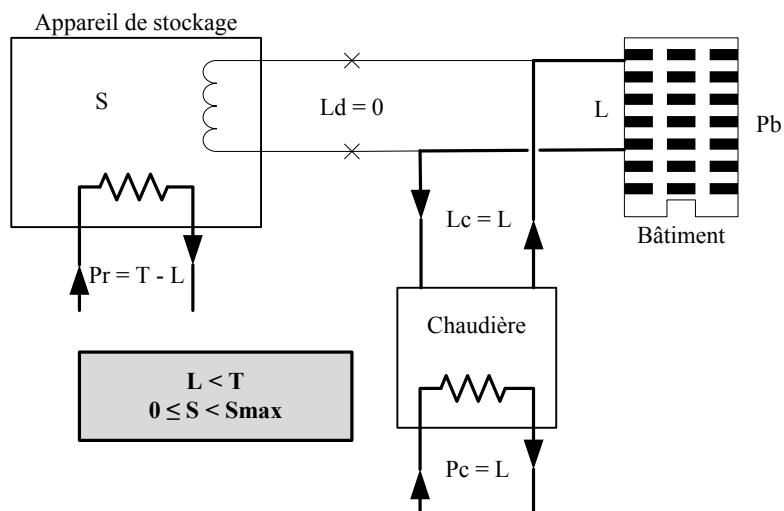 Appareil de stockage
S
Ld = 0
L
Pb
Bâtiment
Lc = L
Pr = T - L
Chaudière
L < T
0 ≤ S < Smax
Pc = L